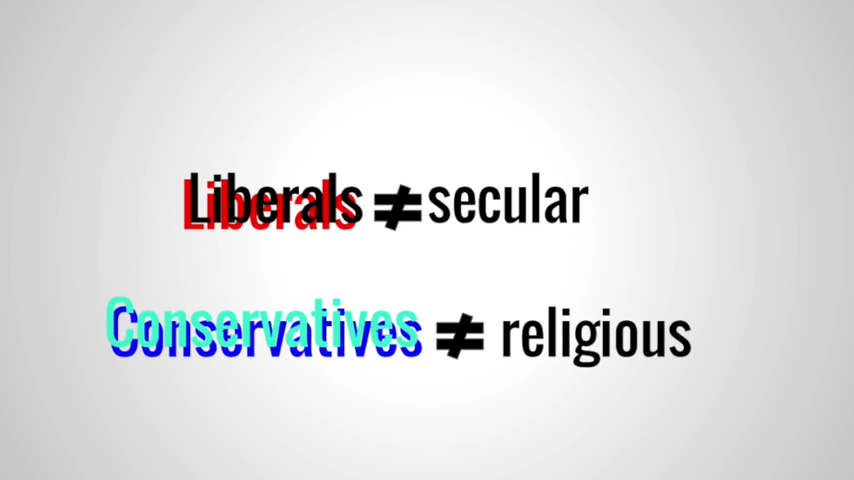 Liberals ≠ secular
Conservatives ≠ religious